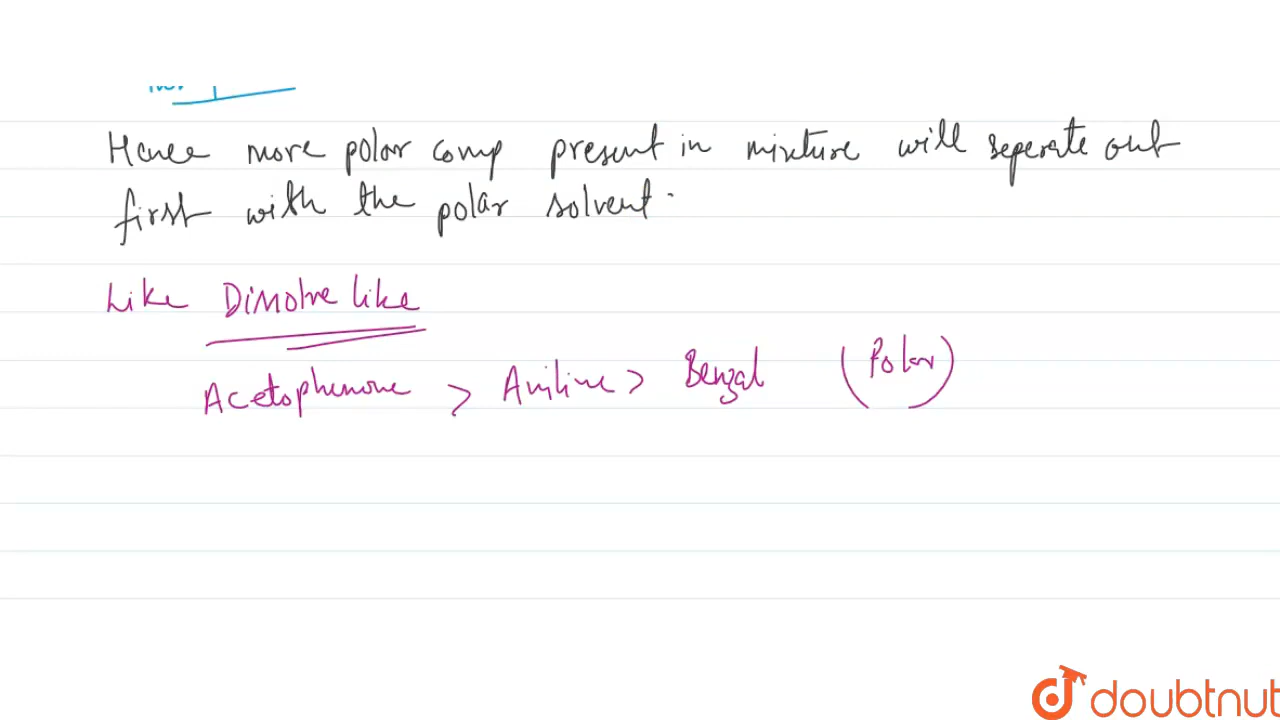 Hence more polar comp present in mixture will seperate out
first with the polar solvent.
Like Dissolve like
Acetophenone > Aniline > Benzal (Polar)
doubtnut